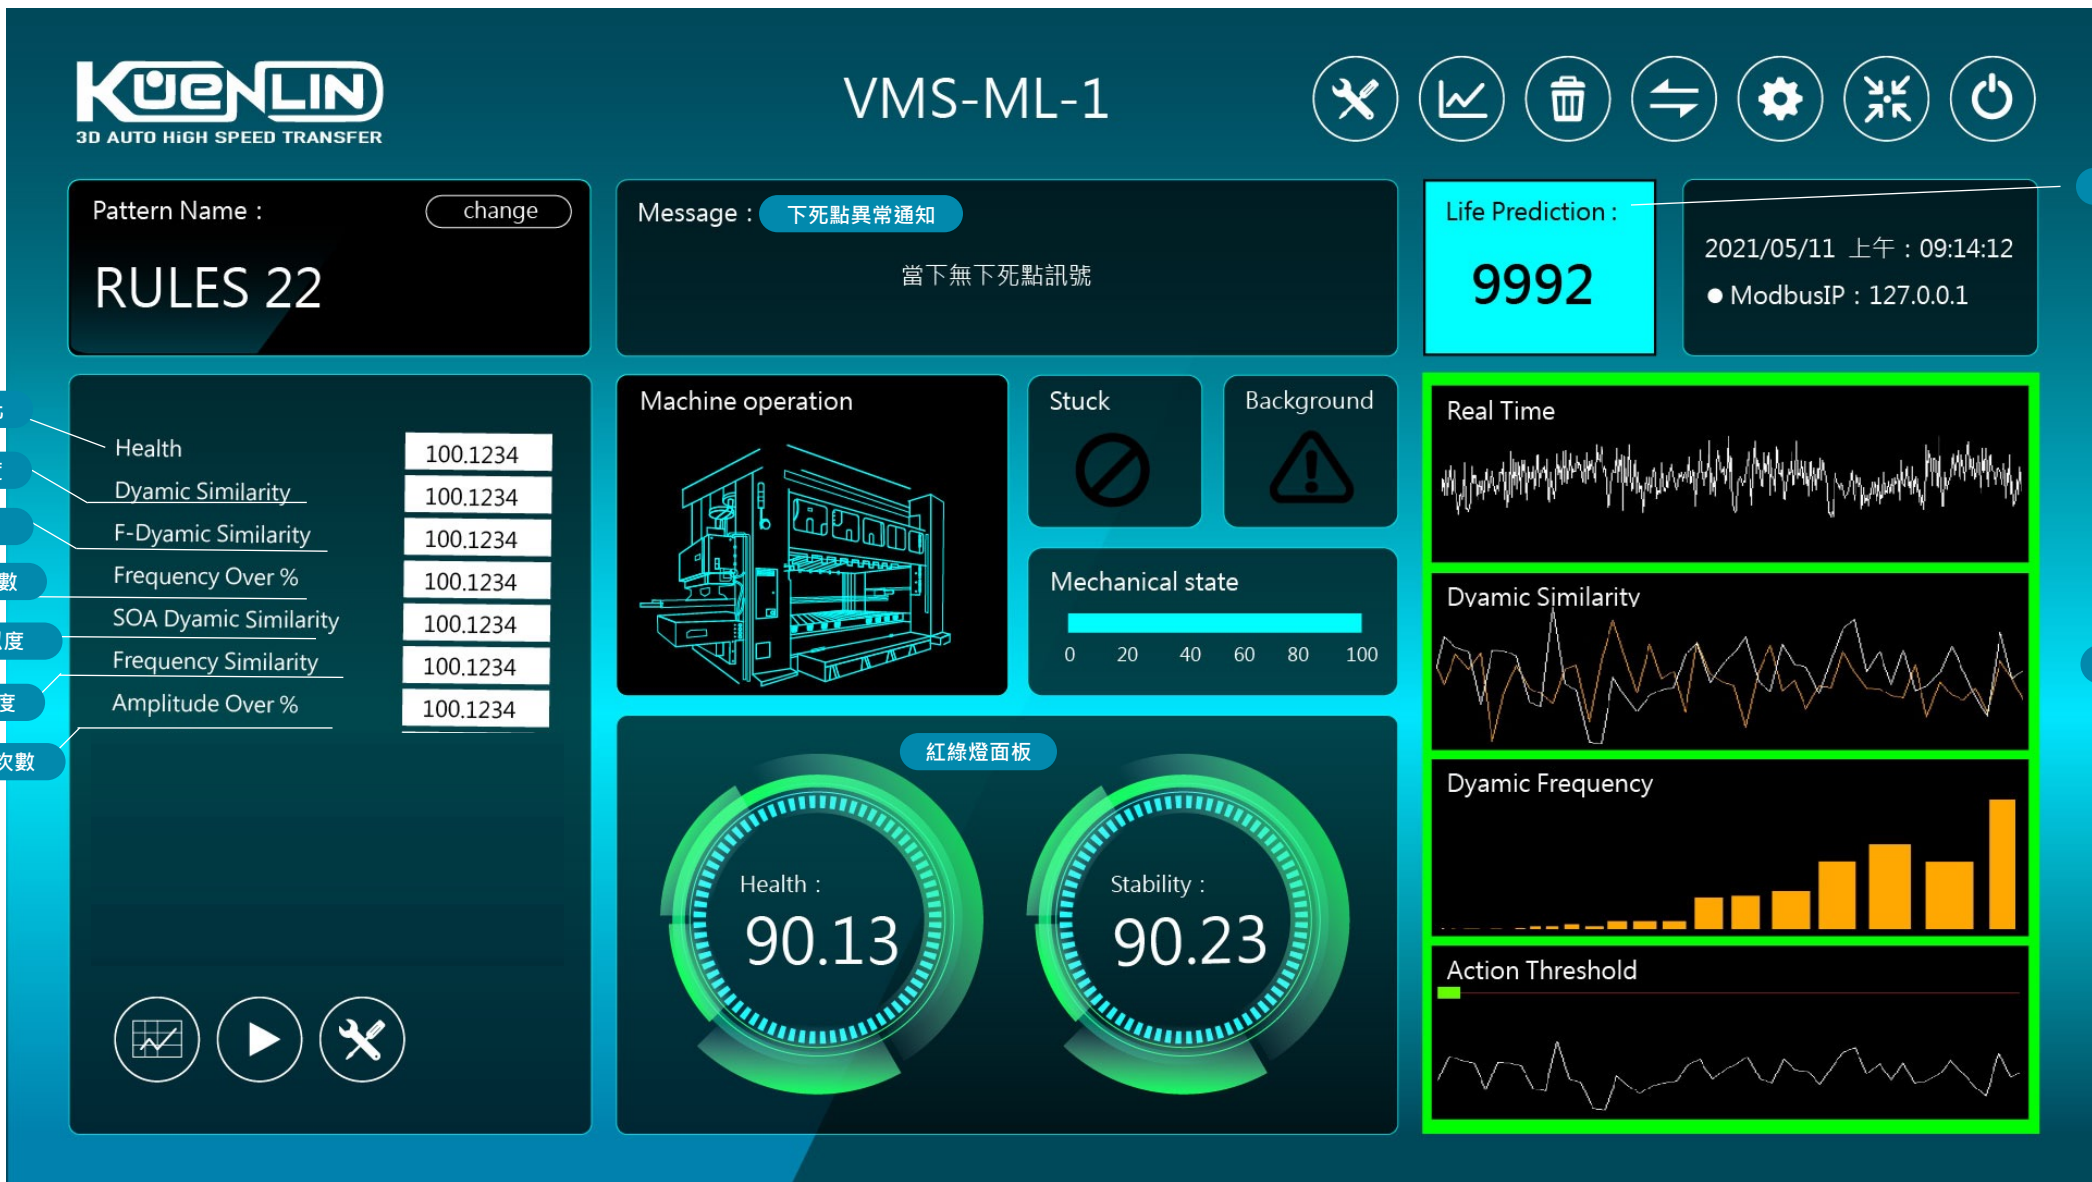 KUENLIN
3D AUTO HiGH SPEED TRANSFER
VMS-ML-1
Pattern Name :
change
RULES 22
Message :
下死點異常通知
當下無下死點訊號
Life Prediction :
9992
2021/05/11 上午：09:14:12
ModbusIP：127.0.0.1
Health
100.1234
Dyamic Similarity
100.1234
F-Dyamic Similarity
100.1234
Frequency Over %
100.1234
SOA Dyamic Similarity
100.1234
Frequency Similarity
100.1234
Amplitude Over %
100.1234
數
度
度
次數
Machine operation
Stuck
Background
Mechanical state
0 20 40 60 80 100
紅綠燈面板
Health :
90.13
Stability :
90.23
Real Time
Dyamic Similarity
Dyamic Frequency
Action Threshold